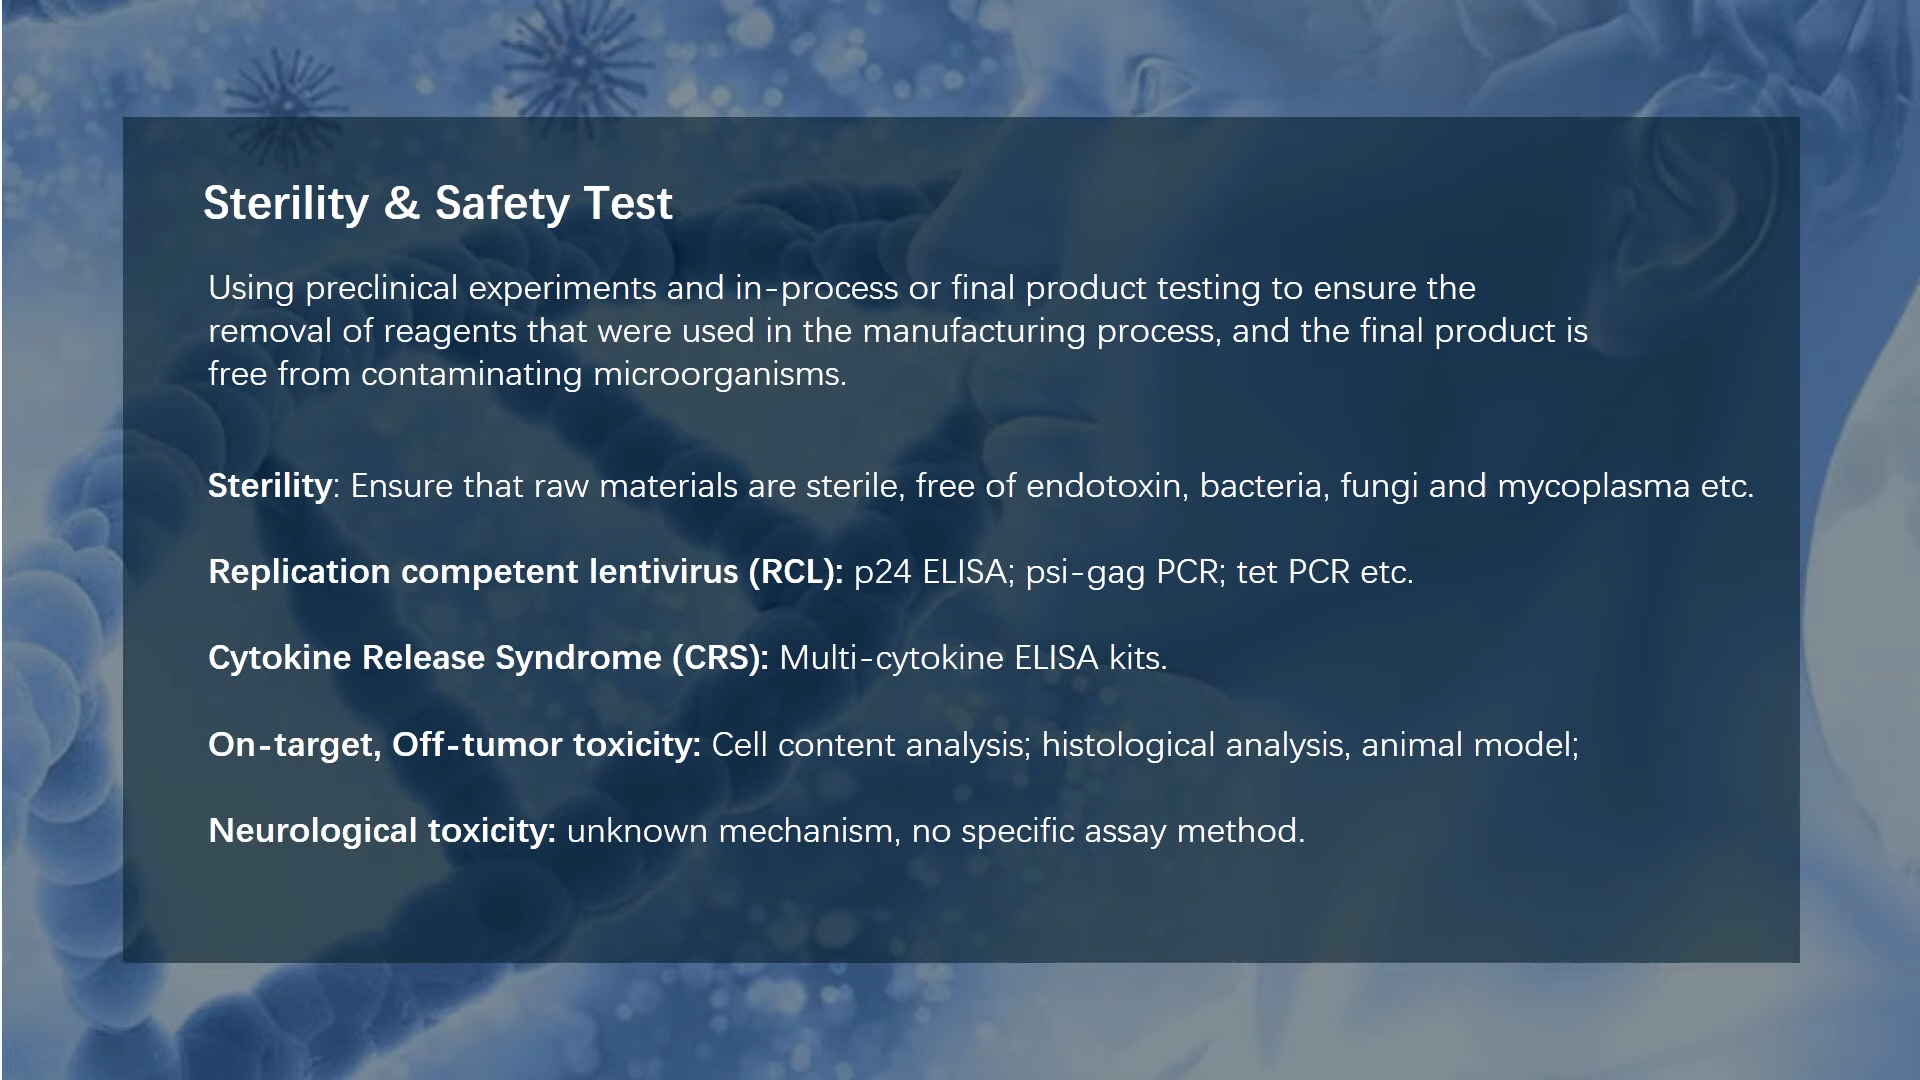 Sterility & Safety Test
Using preclinical experiments and in-process or final product testing to ensure the
removal of reagents that were used in the manufacturing process, and the final product is
free from contaminating microorganisms.
Sterility: Ensure that raw materials are sterile, free of endotoxin, bacteria, fungi and mycoplasma etc.
Replication competent lentivirus (RCL): p24 ELISA; psi-gag PCR; tet PCR etc.
Cytokine Release Syndrome (CRS): Multi-cytokine ELISA kits.
On-target, Off-tumor toxicity: Cell content analysis; histological analysis, animal model;
Neurological toxicity: unknown mechanism, no specific assay method.